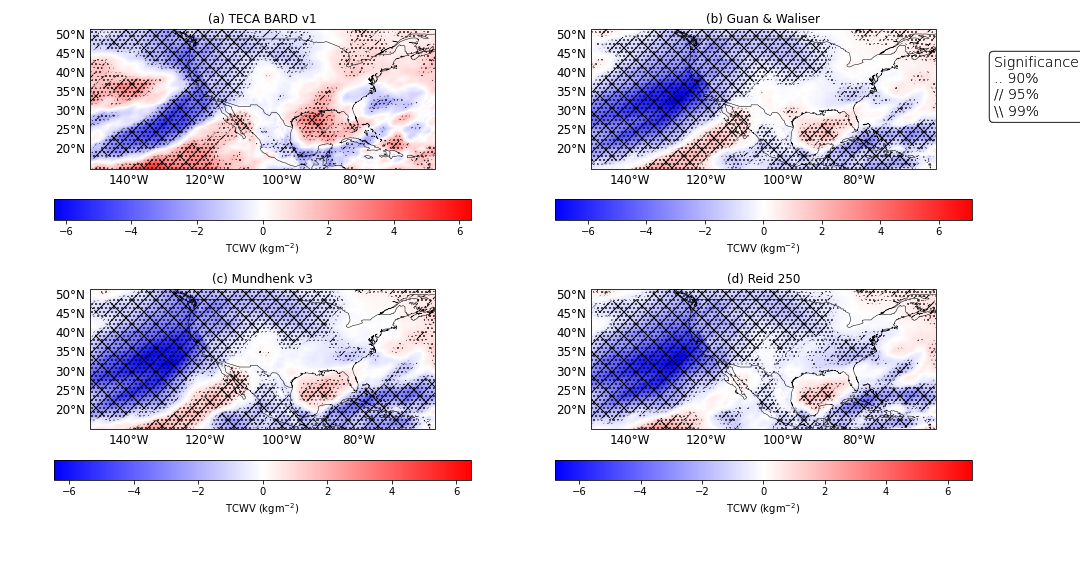 (a) TECA BARD v1
50°N
45°N
40°N
35°N
30°N
25°N
20°N
140°W 120°W 100°W 80°W
−6 −4 −2 0 2 4 6
TCWV (kgm⁻²)
(b) Guan & Waliser
50°N
45°N
40°N
35°N
30°N
25°N
20°N
140°W 120°W 100°W 80°W
−6 −4 −2 0 2 4 6
TCWV (kgm⁻²)
Significance
.. 90%
// 95%
\\ 99%
(c) Mundhenk v3
50°N
45°N
40°N
35°N
30°N
25°N
20°N
140°W 120°W 100°W 80°W
−6 −4 −2 0 2 4 6
TCWV (kgm⁻²)
(d) Reid 250
50°N
45°N
40°N
35°N
30°N
25°N
20°N
140°W 120°W 100°W 80°W
−6 −4 −2 0 2 4 6
TCWV (kgm⁻²)